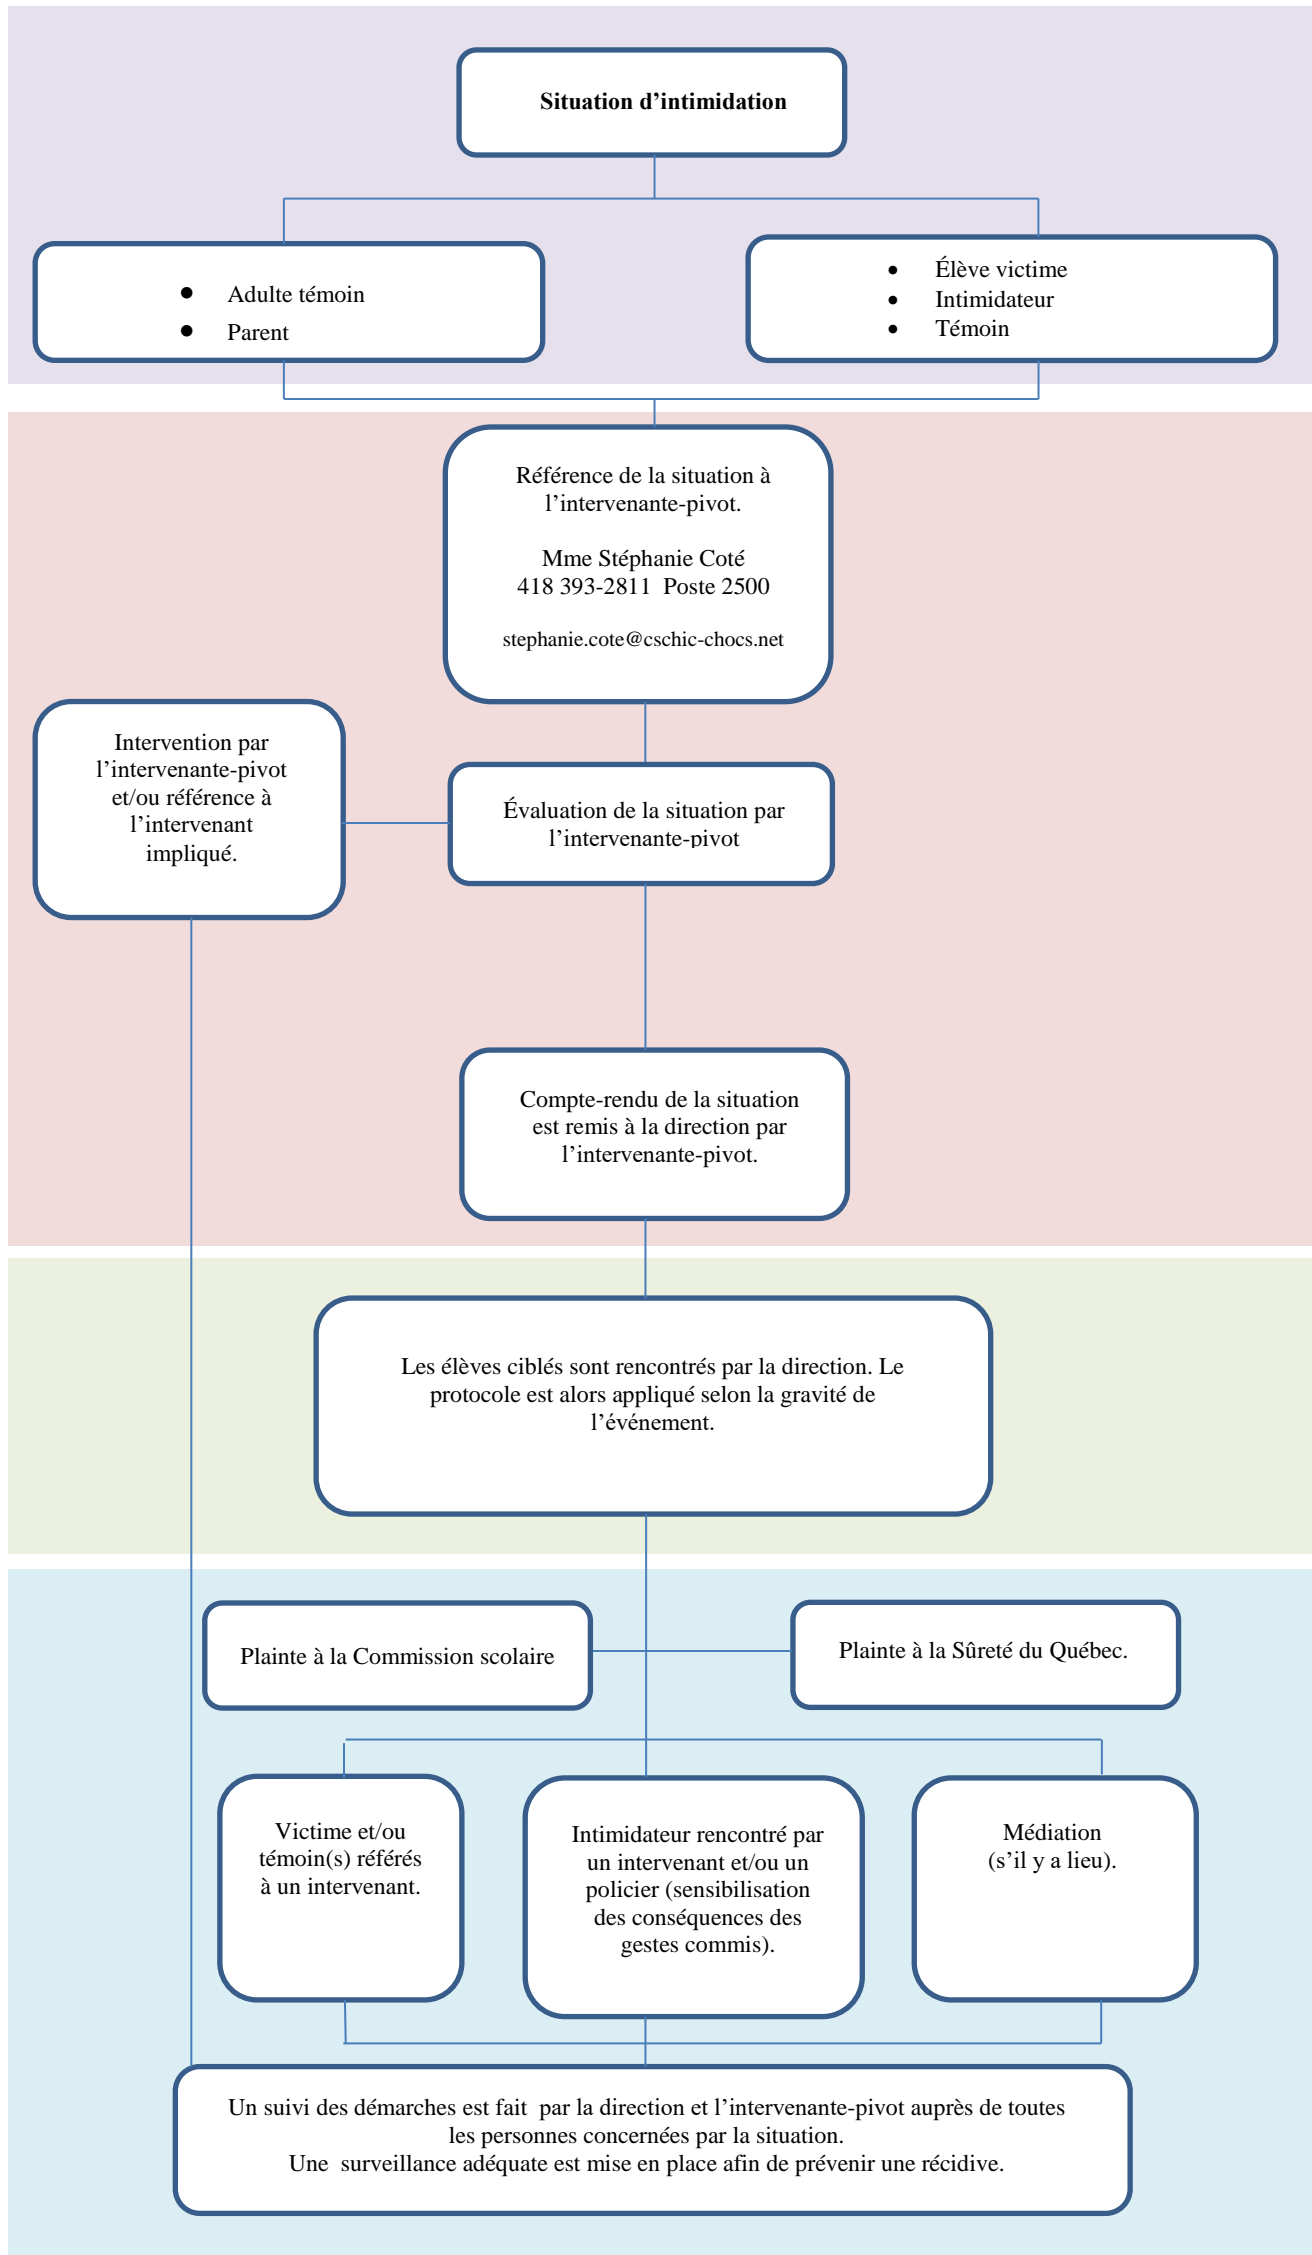 Situation d’intimidation
• Adulte témoin
• Parent
• Élève victime
• Intimidateur
• Témoin
Référence de la situation à
l’intervenante-pivot.
Mme Stéphanie Coté
418 393-2811 Poste 2500
stephanie.cote@cschic-chocs.net
Intervention par
l’intervenante-pivot
et/ou référence à
l’intervenant
impliqué.
Évaluation de la situation par
l’intervenante-pivot
Compte-rendu de la situation
est remis à la direction par
l’intervenante-pivot.
Les élèves ciblés sont rencontrés par la direction. Le
protocole est alors appliqué selon la gravité de
l’événement.
Plainte à la Commission scolaire
Plainte à la Sûreté du Québec.
Victime et/ou
témoin(s) référés
à un intervenant.
Intimidateur rencontré par
un intervenant et/ou un
policier (sensibilisation
des conséquences des
gestes commis).
Médiation
(s’il y a lieu).
Un suivi des démarches est fait par la direction et l’intervenante-pivot auprès de toutes
les personnes concernées par la situation.
Une surveillance adéquate est mise en place afin de prévenir une récidive.